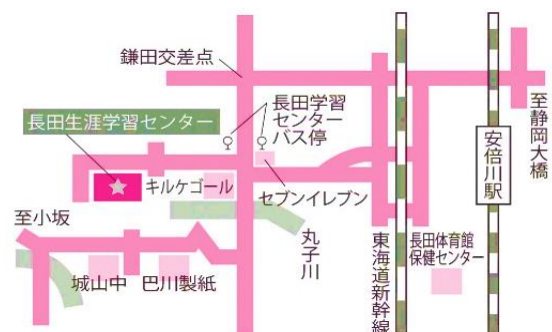 鎌田交差点
長田学習
センター
バス停
長田生涯学習センター
キルケゴール
セブンイレブン
至小坂
城山中
巴川製紙
丸子川
東海道新幹線
長田体育館
保健センター
安倍川駅
至静岡大橋